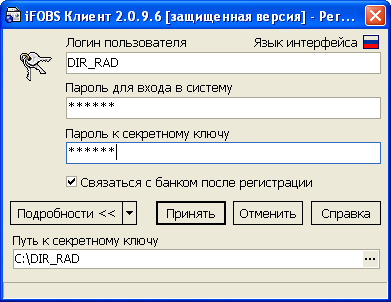 iFOBS Клиент 2.0.9.6 [защищенная версия] - Рег...
Логин пользователя
Язык интерфейса
DIR_RAD
Пароль для входа в систему
******
Пароль к секретному ключу
******
Связаться с банком после регистрации
Подробности <<
Принять
Отменить
Справка
Путь к секретному ключу
C:\DIR_RAD
...